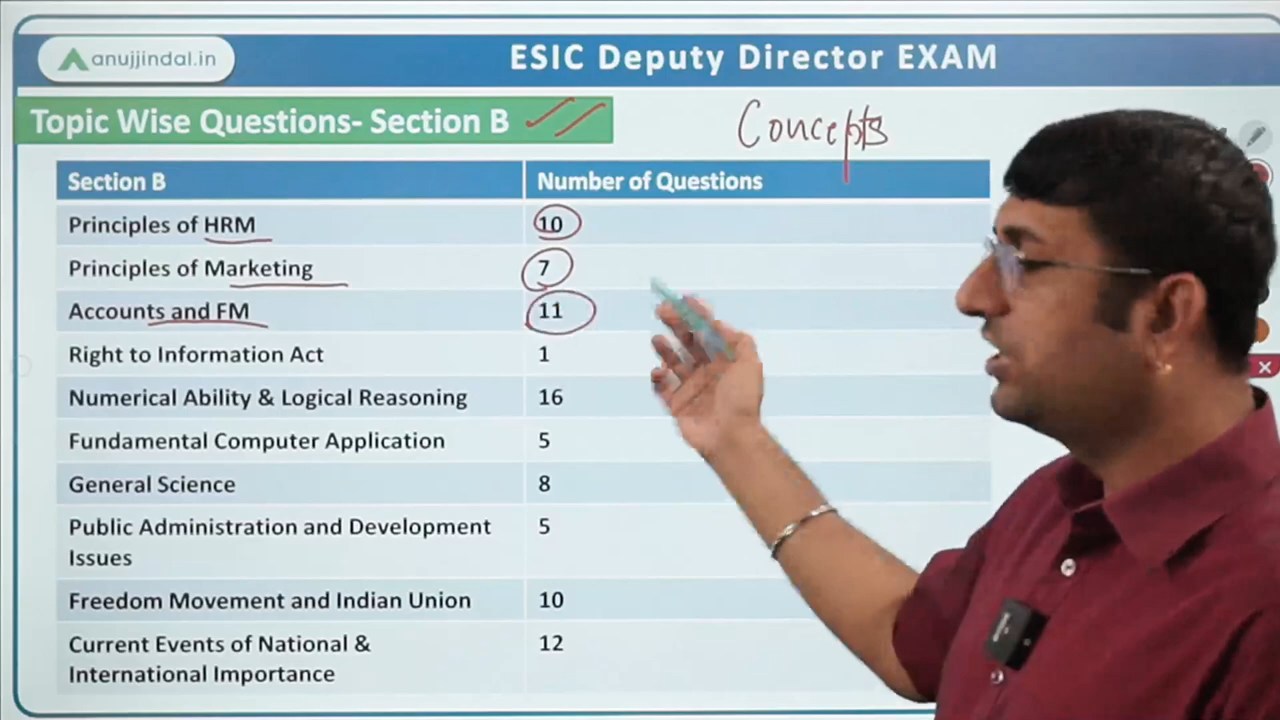 anujjindal.in
ESIC Deputy Director EXAM
Topic Wise Questions- Section B
Concepts
Section B Number of Questions
Principles of HRM 10
Principles of Marketing 7
Accounts and FM 11
Right to Information Act 1
Numerical Ability & Logical Reasoning 16
Fundamental Computer Application 5
General Science 8
Public Administration and Development 5
Issues
Freedom Movement and Indian Union 10
Current Events of National & 12
International Importance